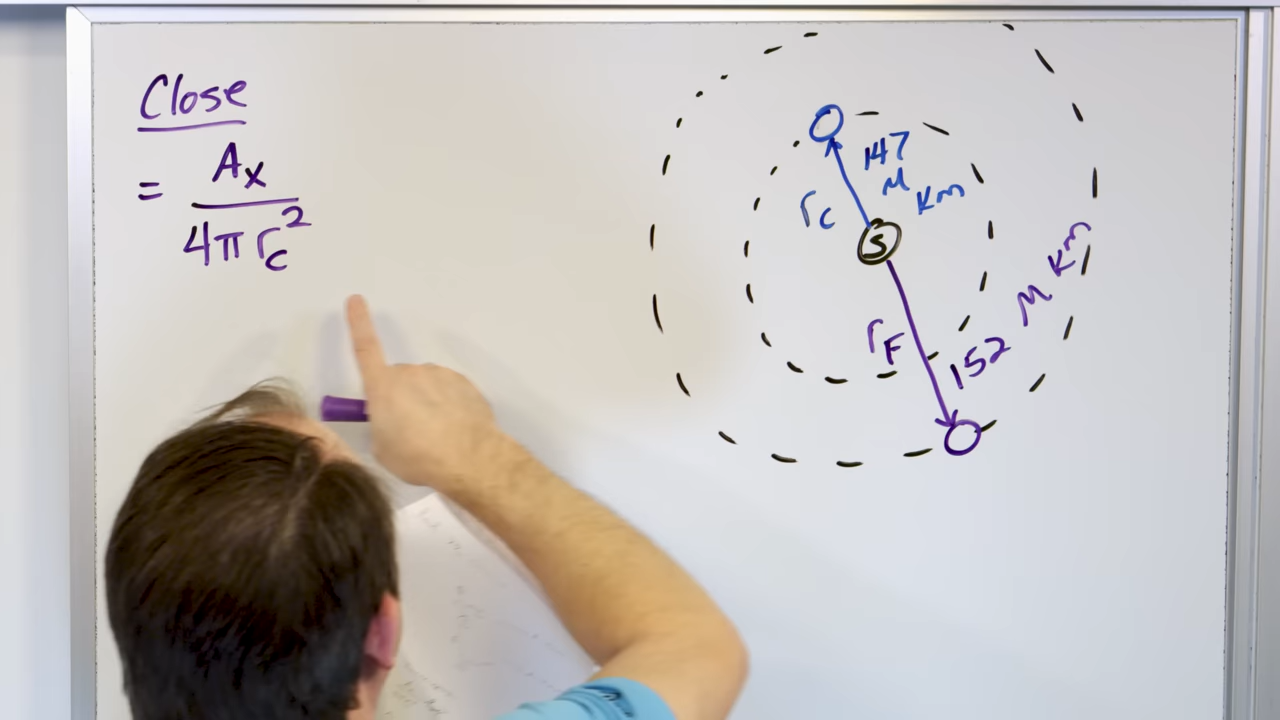 Close
= Ax / 4π rc²
147
M
Km
rc
S
rF
152 M Km